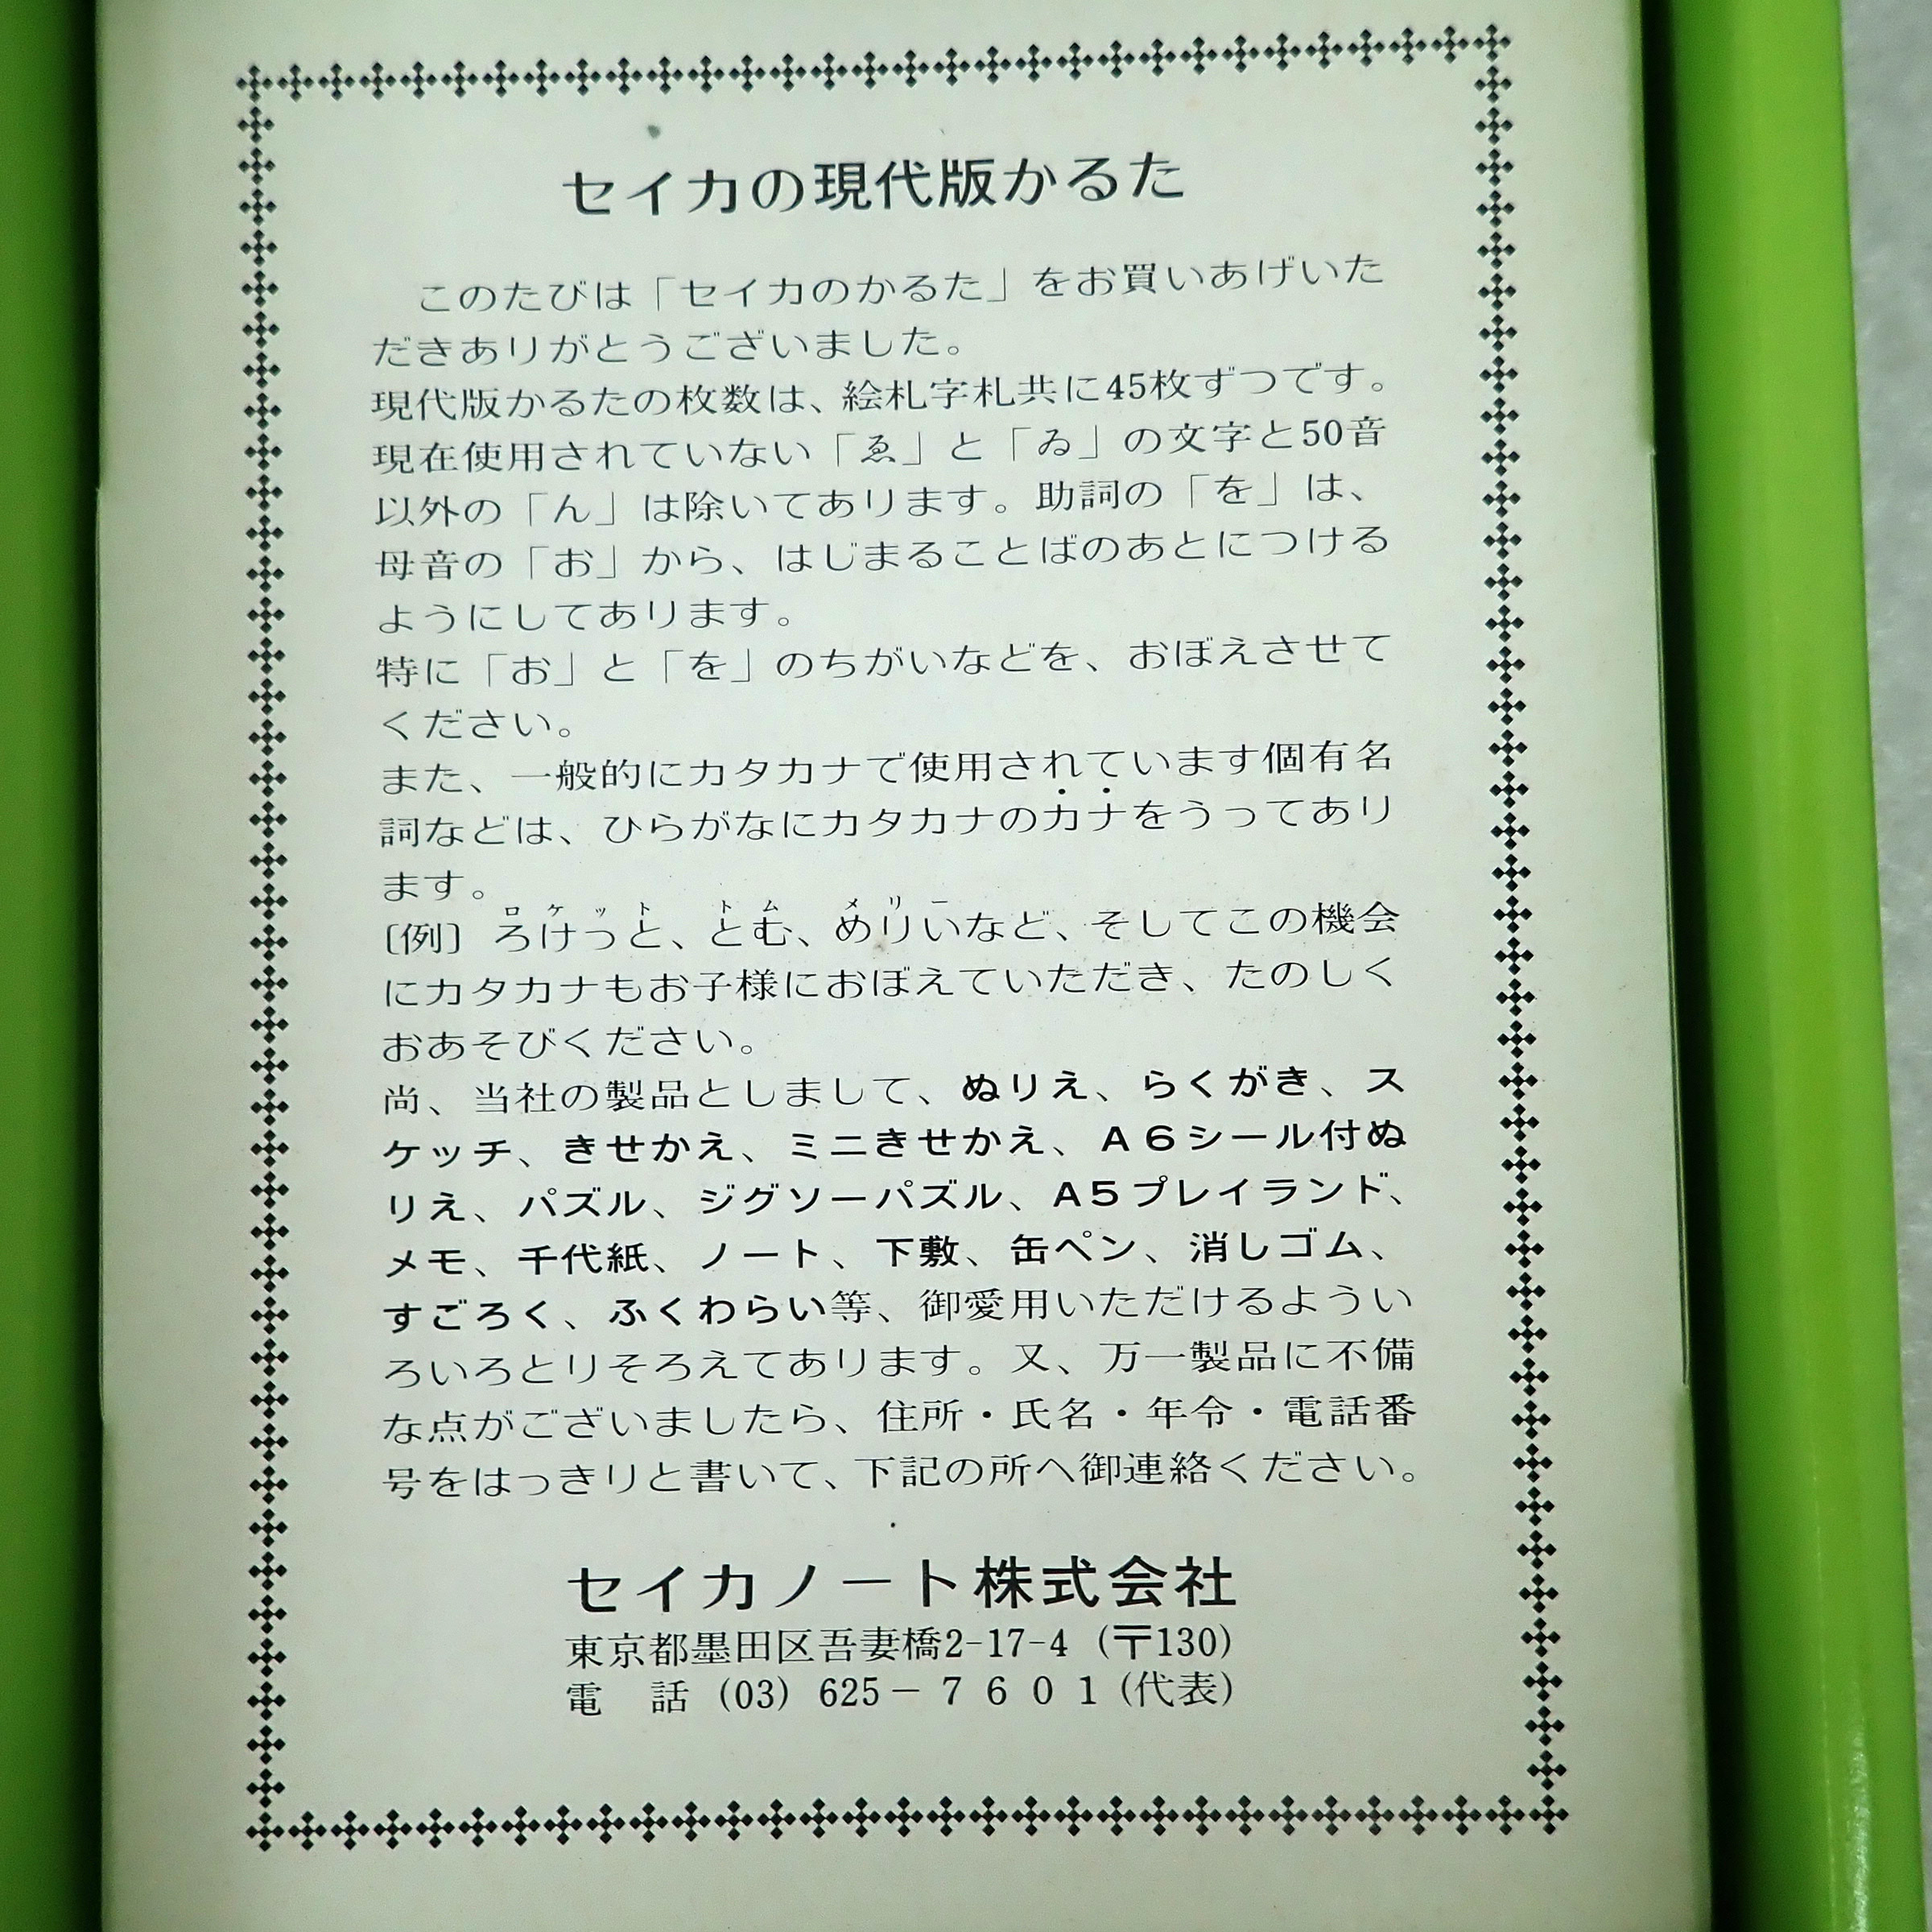 セイカの現代版かるた
このたびは「セイカのかるた」をお買いあげいた
だきありがとうございました。
現代版かるたの枚数は、絵札字札共に45枚ずつです。
現在使用されていない「ゑ」と「ゐ」の文字と50音
以外の「ん」は除いてあります。助詞の「を」は、
母音の「お」から、はじまることばのあとにつける
ようにしてあります。
特に「お」と「を」のちがいなどを、おぼえさせて
ください。
また、一般的にカタカナで使用されています個有名
詞などは、ひらがなにカタカナのカナをうってあり
ます。
ロケット トム メリー
〔例〕ろけっと、とむ、めりいなど、そしてこの機会
にカタカナもお子様におぼえていただき、たのしく
おあそびください。
尚、当社の製品としまして、ぬりえ、らくがき、ス
ケッチ、きせかえ、ミニきせかえ、A6シール付ぬ
りえ、パズル、ジグソーパズル、A5プレイランド、
メモ、千代紙、ノート、下敷、缶ペン、消しゴム、
すごろく、ふくわらい等、御愛用いただけるようい
ろいろとりそろえてあります。又、万一製品に不備
な点がございましたら、住所・氏名・年令・電話番
号をはっきりと書いて、下記の所へ御連絡ください。
セイカノート株式会社
東京都墨田区吾妻橋2-17-4 (〒130)
電 話 (03) 625-7601(代表)